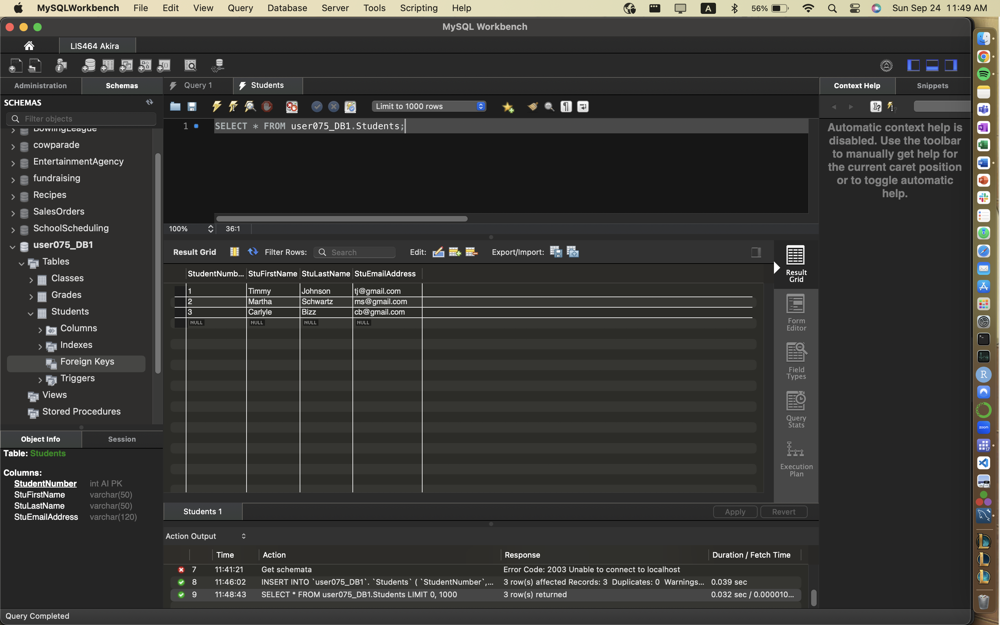 MySQLWorkbench File Edit View Query Database Server Tools Scripting Help A 56% Sun Sep 24 11:49 AM
MySQL Workbench
LIS464 Akira
Administration Schemas
Query 1 Students
Context Help Snippets
SCHEMAS
Filter objects
Limit to 1000 rows
BowlingLeague
cowparade
EntertainmentAgency
fundraising
Recipes
SalesOrders
SchoolScheduling
user075_DB1
Tables
Classes
Grades
Students
Columns
Indexes
Foreign Keys
Triggers
Views
Stored Procedures
Object Info Session
Table: Students
Columns:
StudentNumber int AI PK
StuFirstName varchar(50)
StuLastName varchar(50)
StuEmailAddress varchar(120)
1 SELECT * FROM user075_DB1.Students;
100% 36:1
Result Grid Filter Rows: Search Edit: Export/Import:
StudentNumb... StuFirstName StuLastName StuEmailAddress
1 Timmy Johnson tj@gmail.com
2 Martha Schwartz ms@gmail.com
3 Carlyle Bizz cb@gmail.com
NULL NULL NULL NULL
Result
Grid
Form
Editor
Field
Types
Query
Stats
Execution
Plan
Students 1 Apply Revert
Action Output
Time Action Response Duration / Fetch Time
7 11:41:21 Get schemata Error Code: 2003 Unable to connect to localhost
8 11:46:02 INSERT INTO `user075_DB1`. `Students` ( `StudentNumber`,... 3 row(s) affected Records: 3 Duplicates: 0 Warnings... 0.039 sec
9 11:48:43 SELECT * FROM user075_DB1.Students LIMIT 0, 1000 3 row(s) returned 0.032 sec / 0.000010...
Automatic context help is
disabled. Use the toolbar
to manually get help for
the current caret position
or to toggle automatic
help.
R
zoom
17
Query Completed